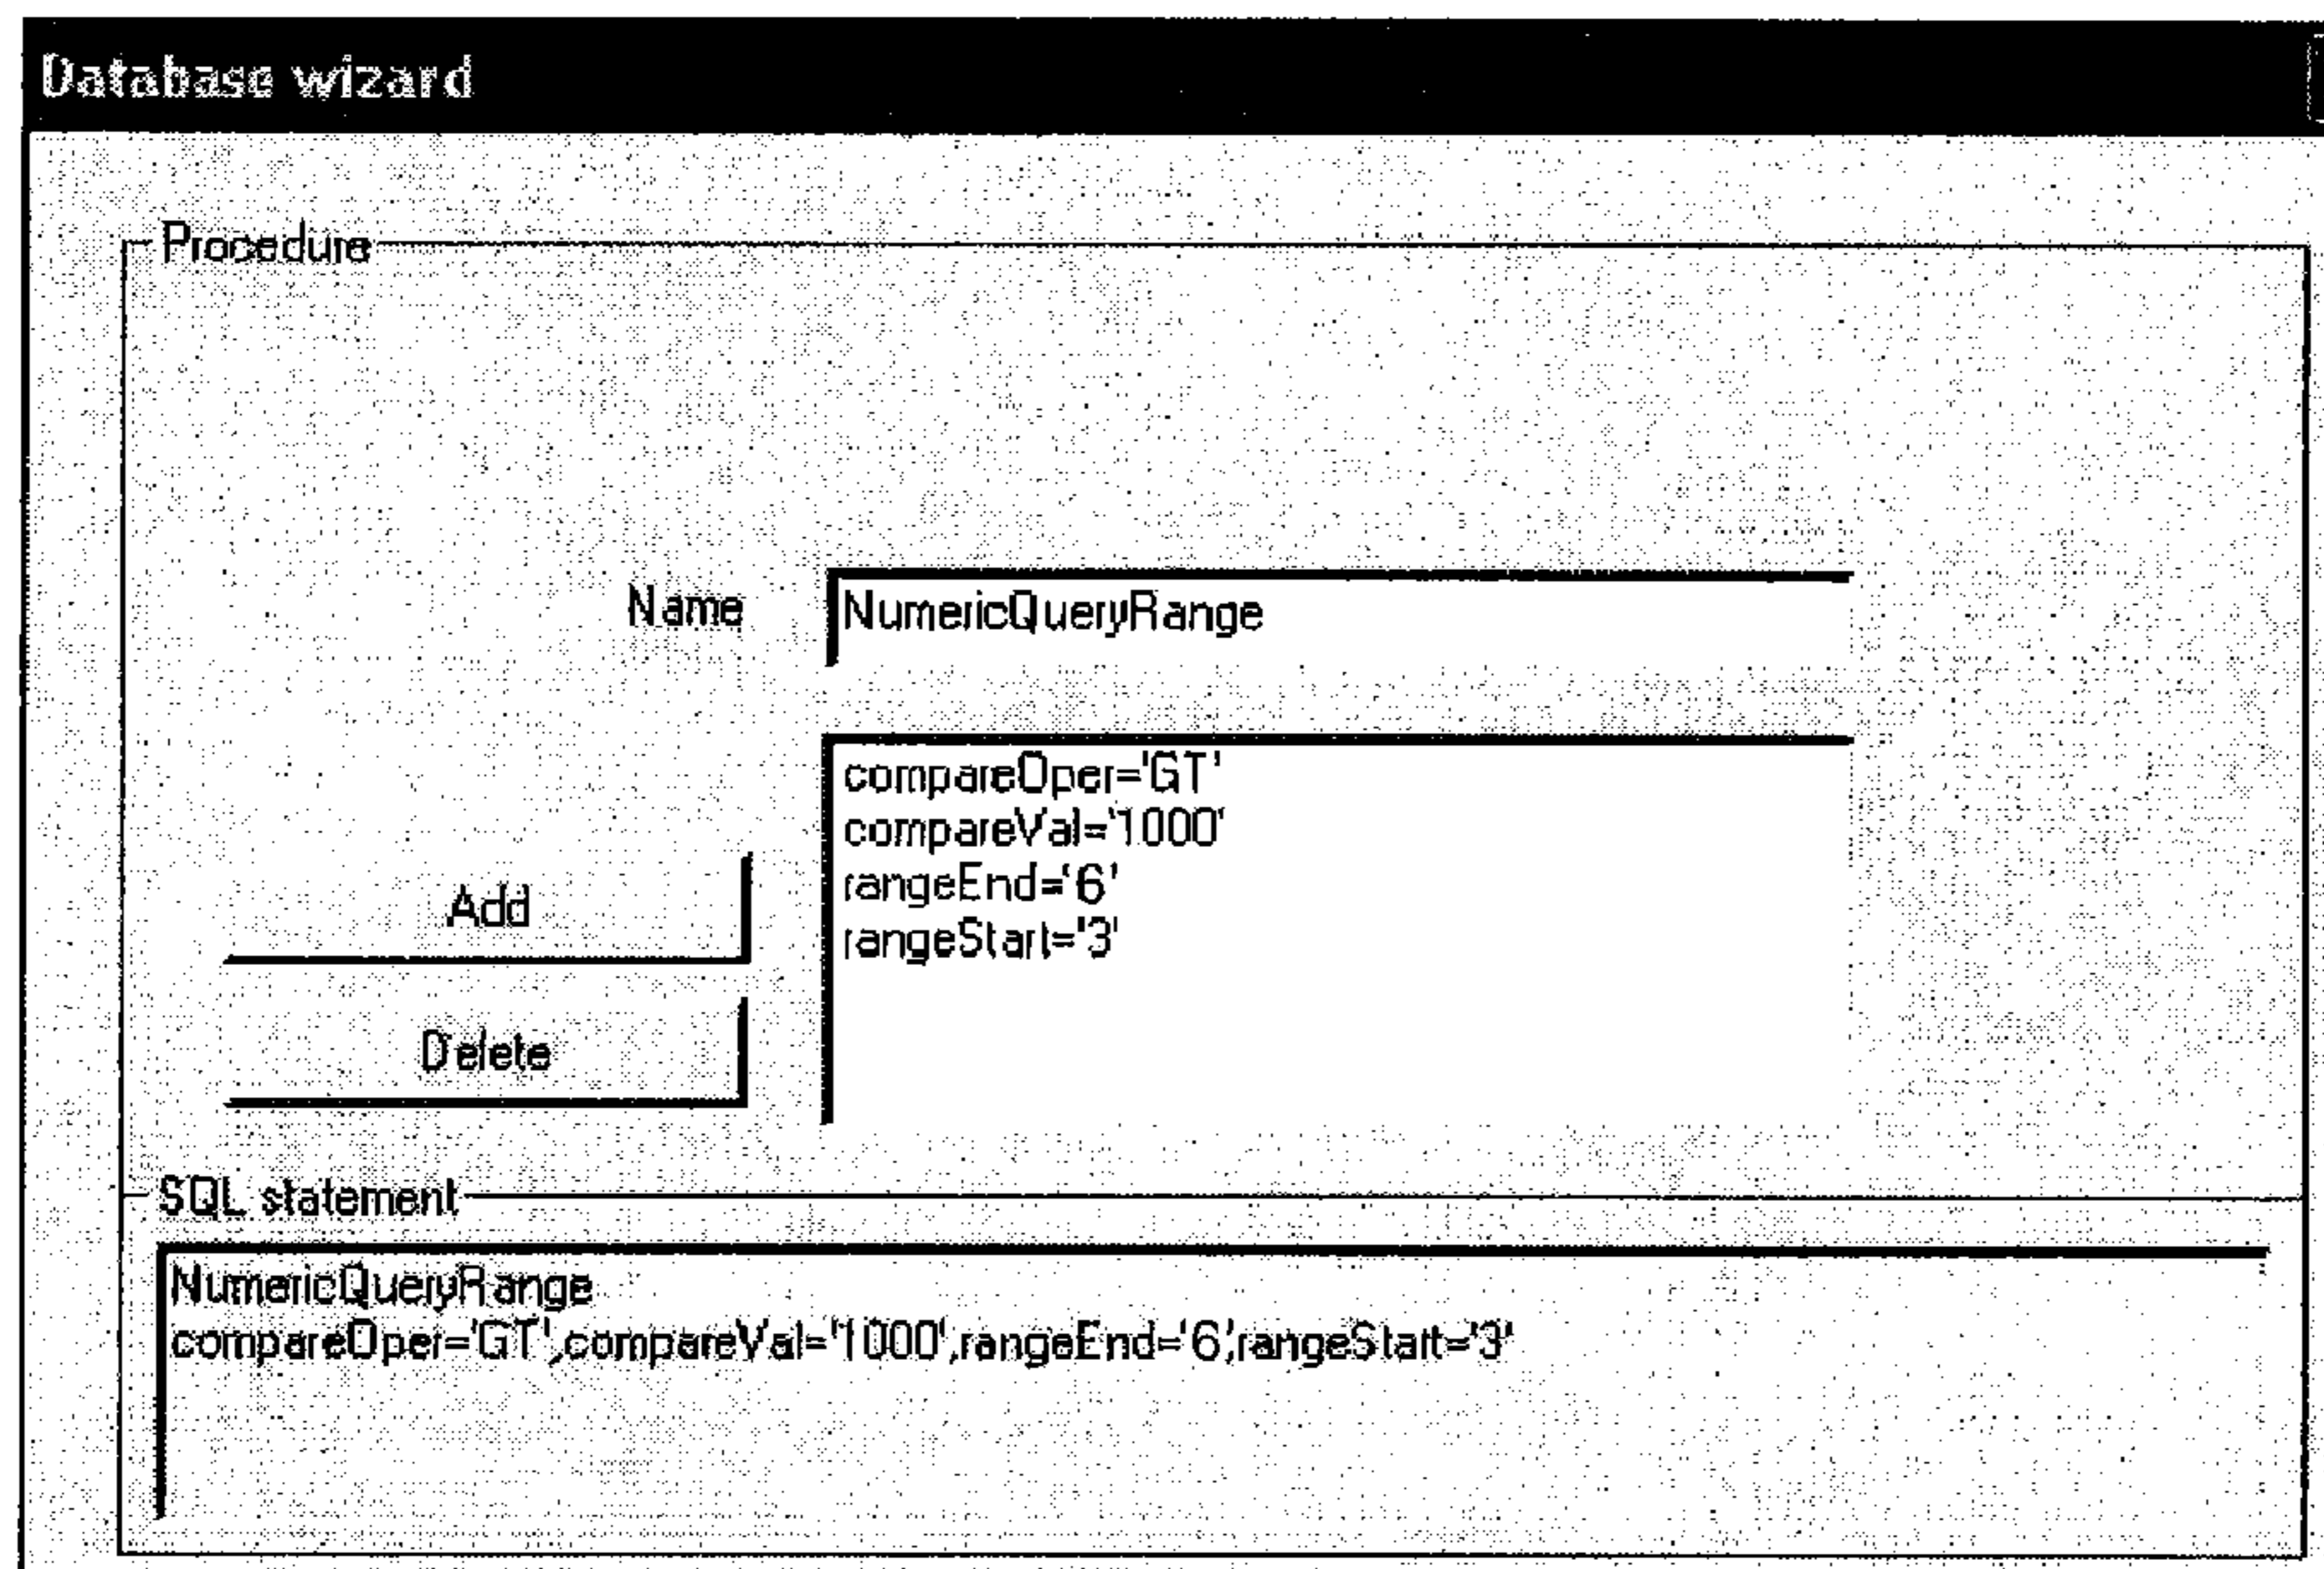 Database wizard
Procedure
Name
NumericQueryRange
compareOper='GT'
compareVal='1000'
rangeEnd='6'
rangeStart='3'
Add
Delete
SQL statement
NumericQueryRange
compareOper='GT',compareVal='1000',rangeEnd='6',rangeStart='3'